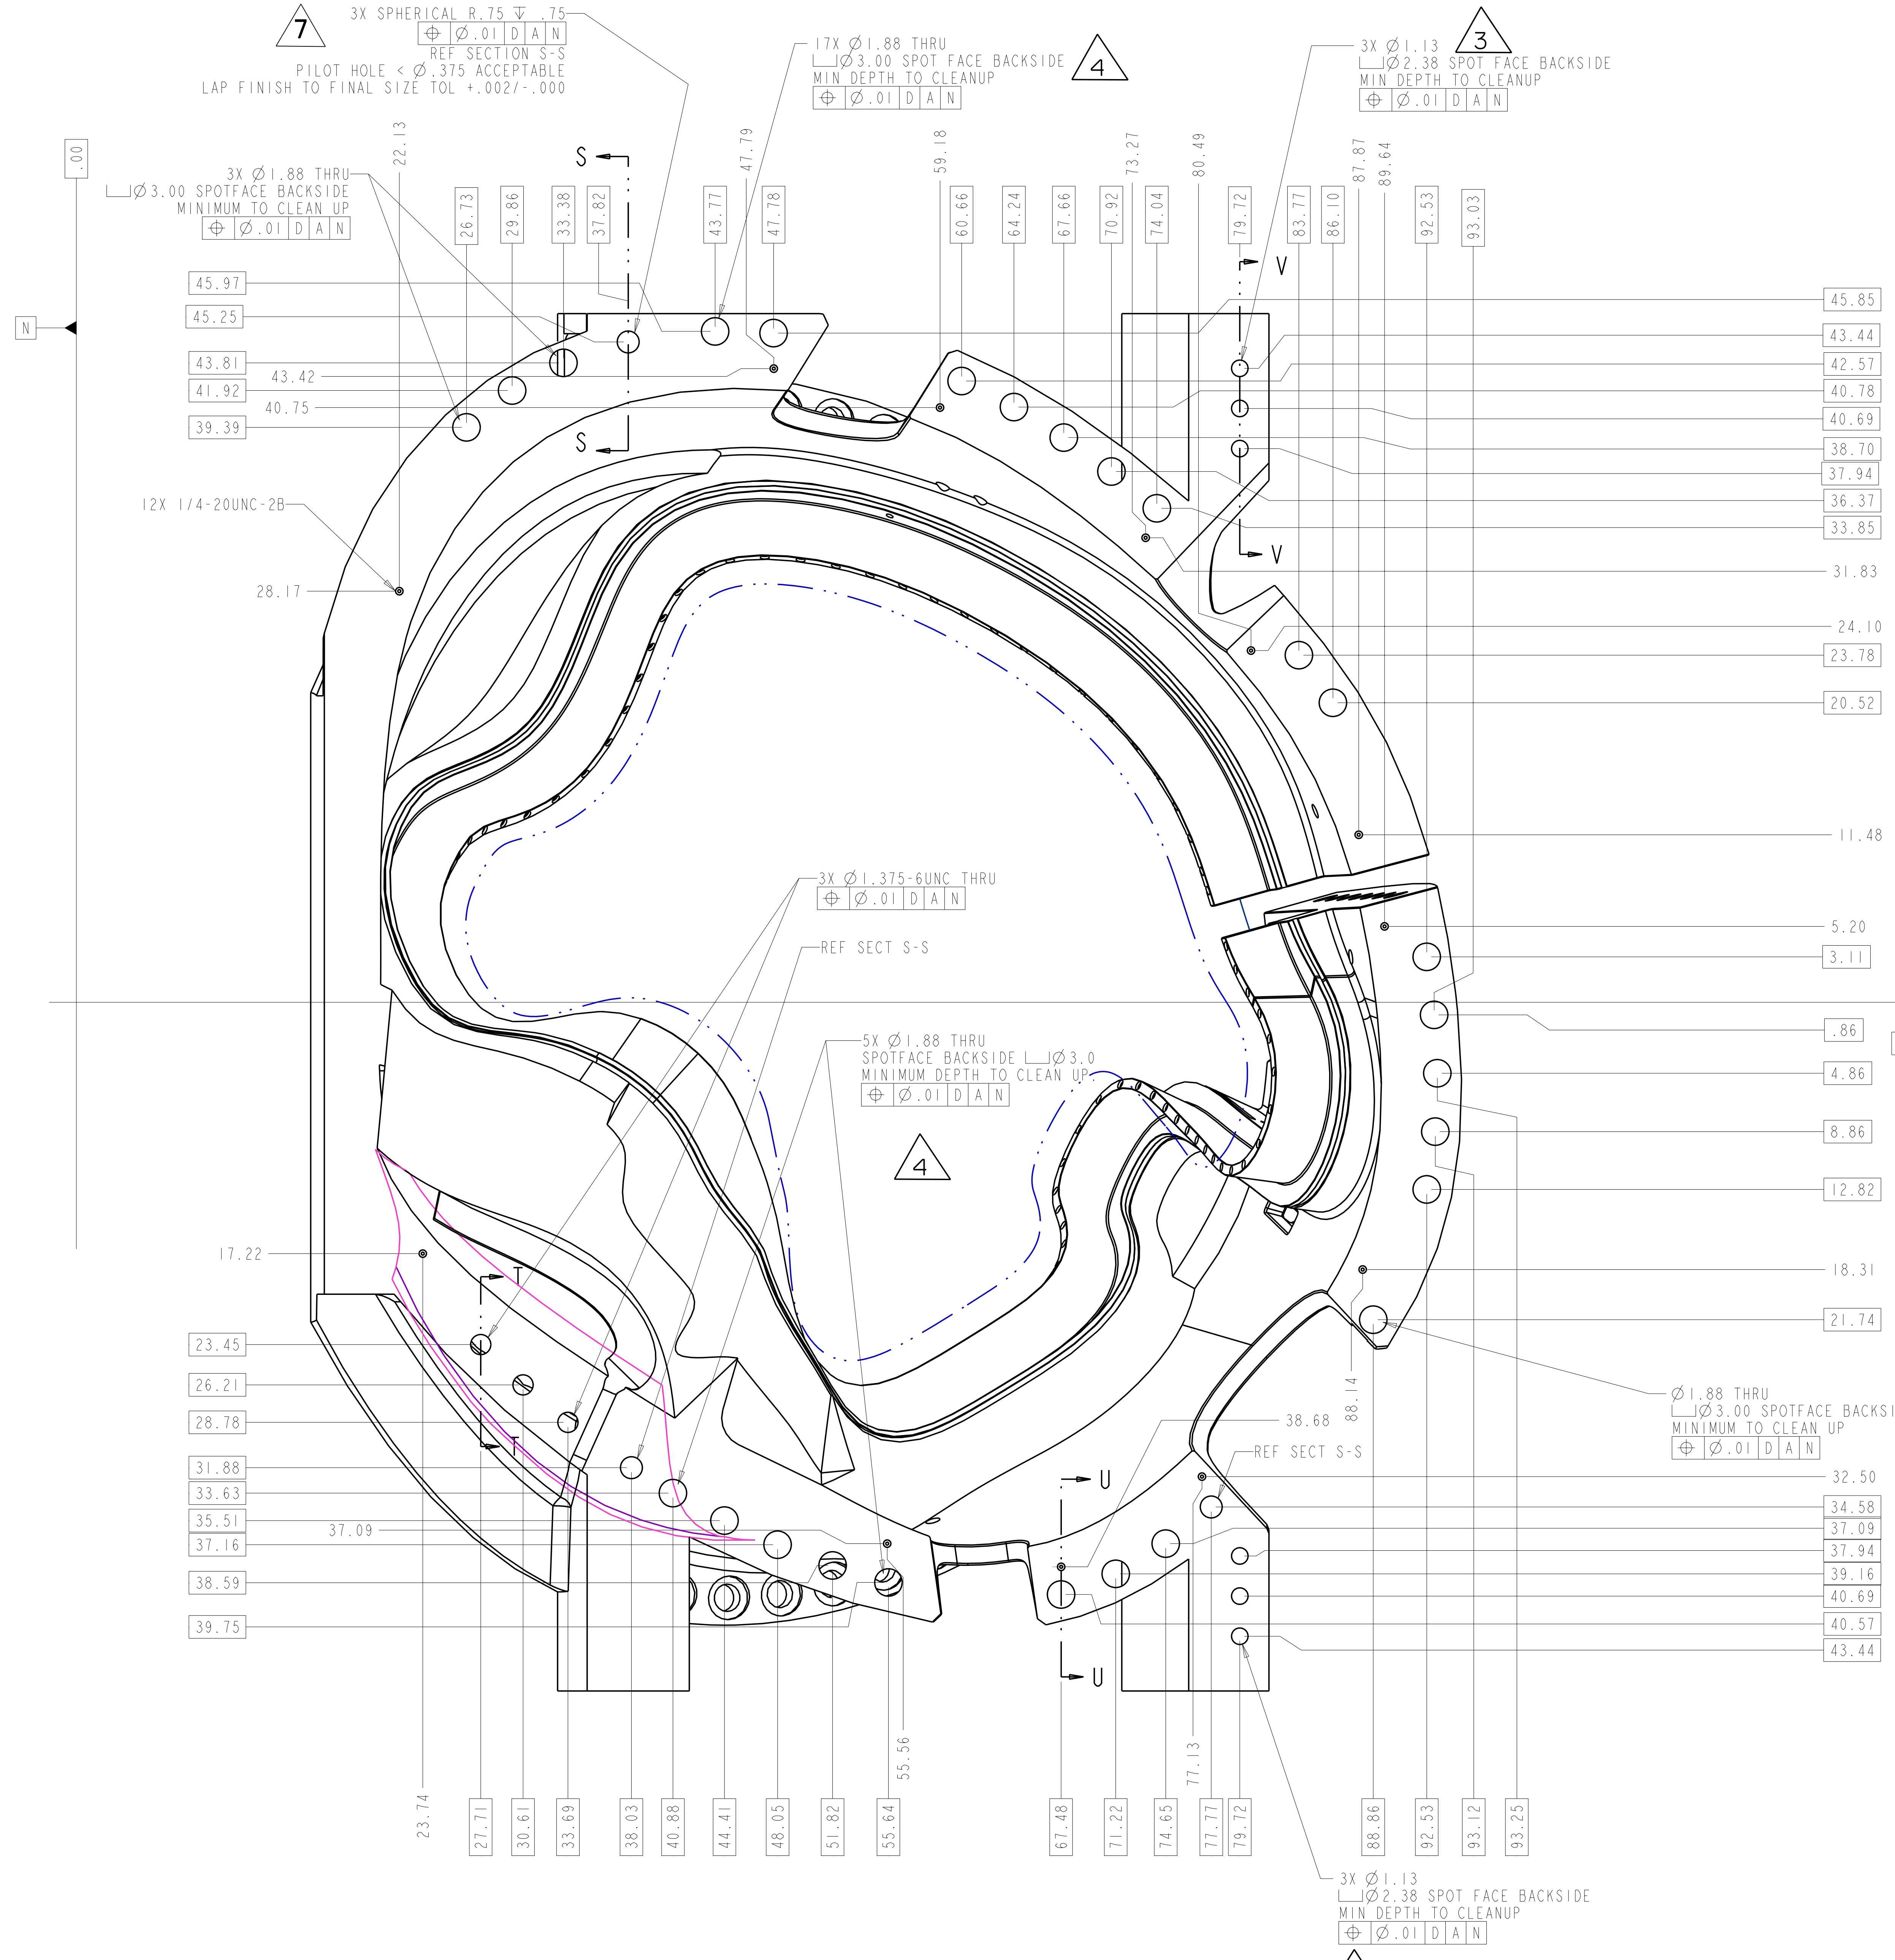 7
3X SPHERICAL R.75 ↧ .75
⌖ Ø.01 D A N
REF SECTION S-S
PILOT HOLE < Ø.375 ACCEPTABLE
LAP FINISH TO FINAL SIZE TOL +.002/-.000
17X Ø1.88 THRU
⌴Ø3.00 SPOT FACE BACKSIDE
MIN DEPTH TO CLEANUP
⌖ Ø.01 D A N
4
3X Ø1.13
⌴Ø2.38 SPOT FACE BACKSIDE
MIN DEPTH TO CLEANUP
⌖ Ø.01 D A N
3
.00
N
3X Ø1.88 THRU
⌴Ø3.00 SPOTFACE BACKSIDE
MINIMUM TO CLEAN UP
⌖ Ø.01 D A N
22.13
26.73
29.86
33.38
37.82
43.77
47.79
47.78
59.18
60.66
64.24
67.66
70.92
73.27
74.04
80.49
79.72
83.77
86.10
87.87
89.64
92.53
93.03
S
S
V
V
45.97
45.25
43.81
43.42
41.92
40.75
39.39
12X 1/4-20UNC-2B
28.17
45.85
43.44
42.57
40.78
40.69
38.70
37.94
36.37
33.85
31.83
24.10
23.78
20.52
11.48
5.20
3.11
.86
4.86
8.86
12.82
18.31
21.74
3X Ø1.375-6UNC THRU
⌖ Ø.01 D A N
REF SECT S-S
5X Ø1.88 THRU
SPOTFACE BACKSIDE ⌴Ø3.0
MINIMUM DEPTH TO CLEAN UP
⌖ Ø.01 D A N
4
17.22
T
T
23.45
26.21
28.78
31.88
33.63
35.51
37.09
37.16
38.59
39.75
38.68
88.14
REF SECT S-S
Ø1.88 THRU
⌴Ø3.00 SPOTFACE BACKSI
MINIMUM TO CLEAN UP
⌖ Ø.01 D A N
U
U
32.50
34.58
37.09
37.94
39.16
40.69
40.57
43.44
23.74
27.71
30.61
33.69
38.03
40.88
44.41
48.05
51.82
55.64
55.56
67.48
71.22
74.65
77.13
77.77
79.72
88.86
92.53
93.12
93.25
3X Ø1.13
⌴Ø2.38 SPOT FACE BACKSIDE
MIN DEPTH TO CLEANUP
⌖ Ø.01 D A N